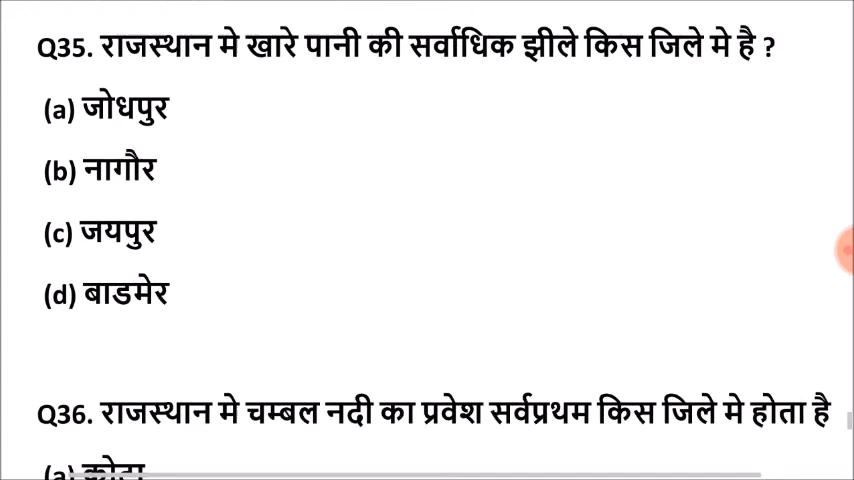 Q35. राजस्थान मे खारे पानी की सर्वाधिक झीले किस जिले मे है ?
(a) जोधपुर
(b) नागौर
(c) जयपुर
(d) बाडमेर
Q36. राजस्थान मे चम्बल नदी का प्रवेश सर्वप्रथम किस जिले मे होता है
(a) कोटा